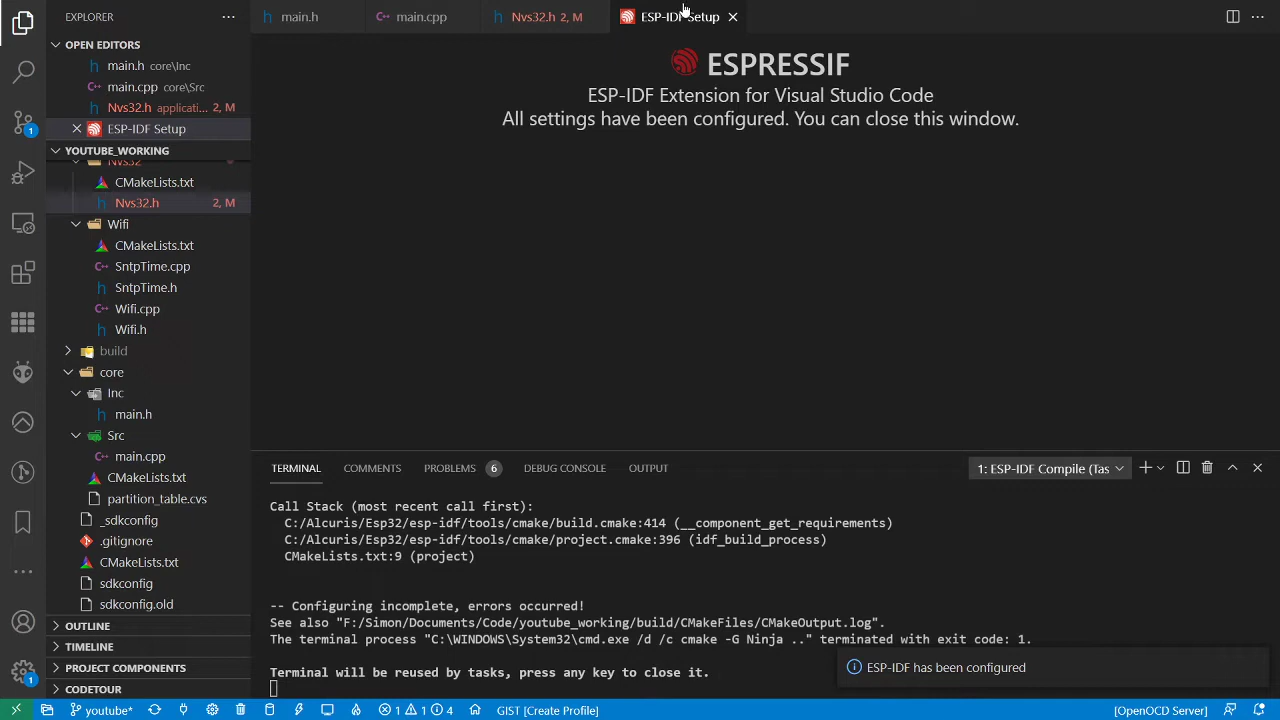 EXPLORER
OPEN EDITORS
main.h core\Inc
main.cpp core\Src
Nvs32.h applicati... 2, M
ESP-IDF Setup
YOUTUBE_WORKING
Nvs32
CMakeLists.txt
Nvs32.h 2, M
Wifi
CMakeLists.txt
SntpTime.cpp
SntpTime.h
Wifi.cpp
Wifi.h
build
core
Inc
main.h
Src
main.cpp
CMakeLists.txt
partition_table.cvs
_sdkconfig
.gitignore
CMakeLists.txt
sdkconfig
sdkconfig.old
OUTLINE
TIMELINE
PROJECT COMPONENTS
CODETOUR
1
1
main.h
main.cpp
Nvs32.h 2, M
ESP-IDF Setup
ESPRESSIF
ESP-IDF Extension for Visual Studio Code
All settings have been configured. You can close this window.
TERMINAL COMMENTS PROBLEMS 6 DEBUG CONSOLE OUTPUT 1: ESP-IDF Compile (Tas
Call Stack (most recent call first):
C:/Alcuris/Esp32/esp-idf/tools/cmake/build.cmake:414 (__component_get_requirements)
C:/Alcuris/Esp32/esp-idf/tools/cmake/project.cmake:396 (idf_build_process)
CMakeLists.txt:9 (project)
-- Configuring incomplete, errors occurred!
See also "F:/Simon/Documents/Code/youtube_working/build/CMakeFiles/CMakeOutput.log".
The terminal process "C:\WINDOWS\System32\cmd.exe /d /c cmake -G Ninja .." terminated with exit code: 1.
Terminal will be reused by tasks, press any key to close it.
ESP-IDF has been configured
youtube* 1 1 4 GIST [Create Profile] [OpenOCD Server]